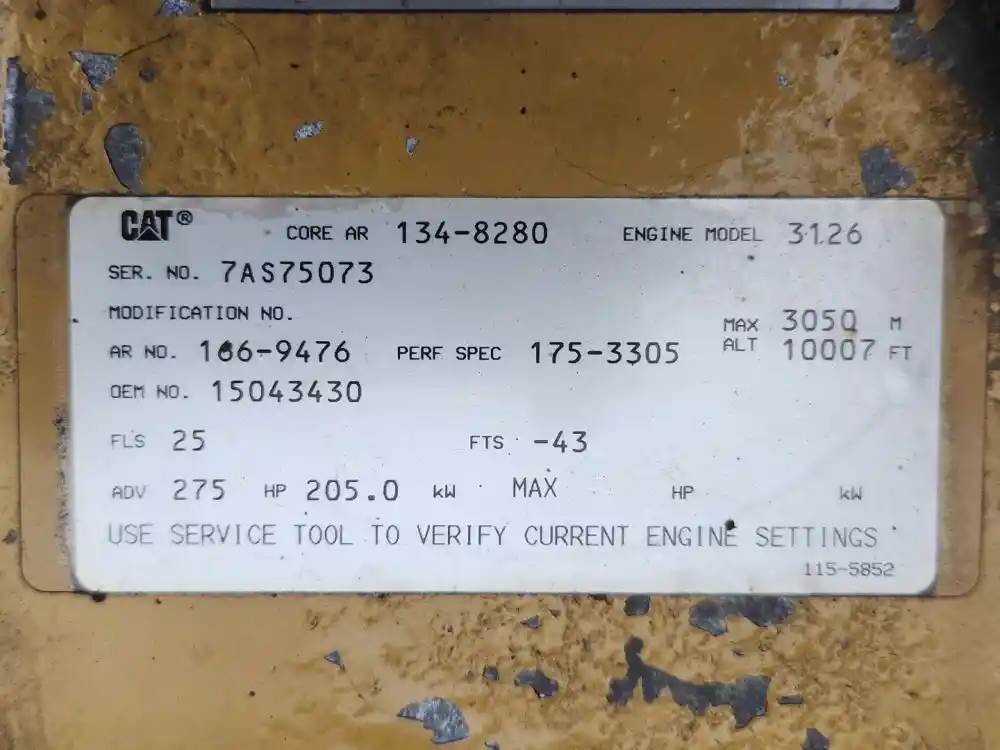 CAT® CORE AR 134-8280 ENGINE MODEL 3126
SER. NO. 7AS75073
MODIFICATION NO.
MAX 3050 M
AR NO. 166-9476 PERF SPEC 175-3305 ALT 10007 FT
OEM NO. 15043430
FLS 25 FTS -43
ADV 275 HP 205.0 kW MAX HP kW
USE SERVICE TOOL TO VERIFY CURRENT ENGINE SETTINGS
115-5852